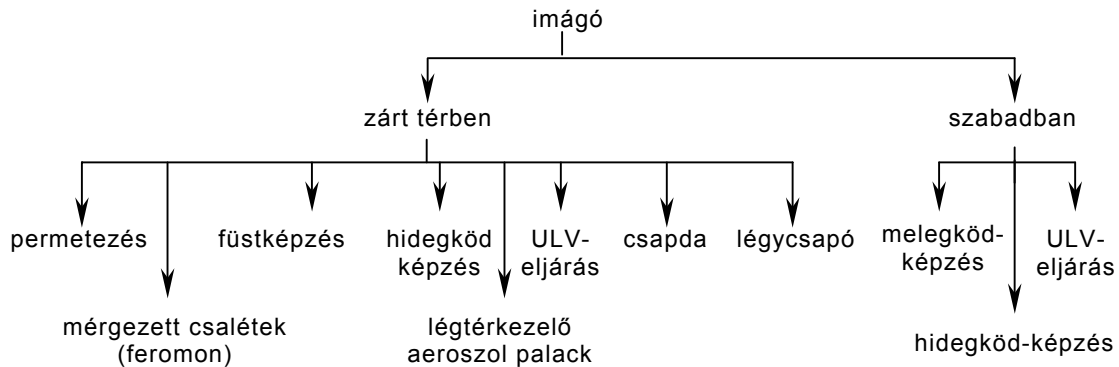 imágó
zárt térben
szabadban
permetezés
füstképzés
hidegköd
képzés
ULV-
eljárás
csapda
légycsapó
melegköd-
képzés
ULV-
eljárás
mérgezett csalétek
(feromon)
légtérkezelő
aeroszol palack
hidegköd-képzés